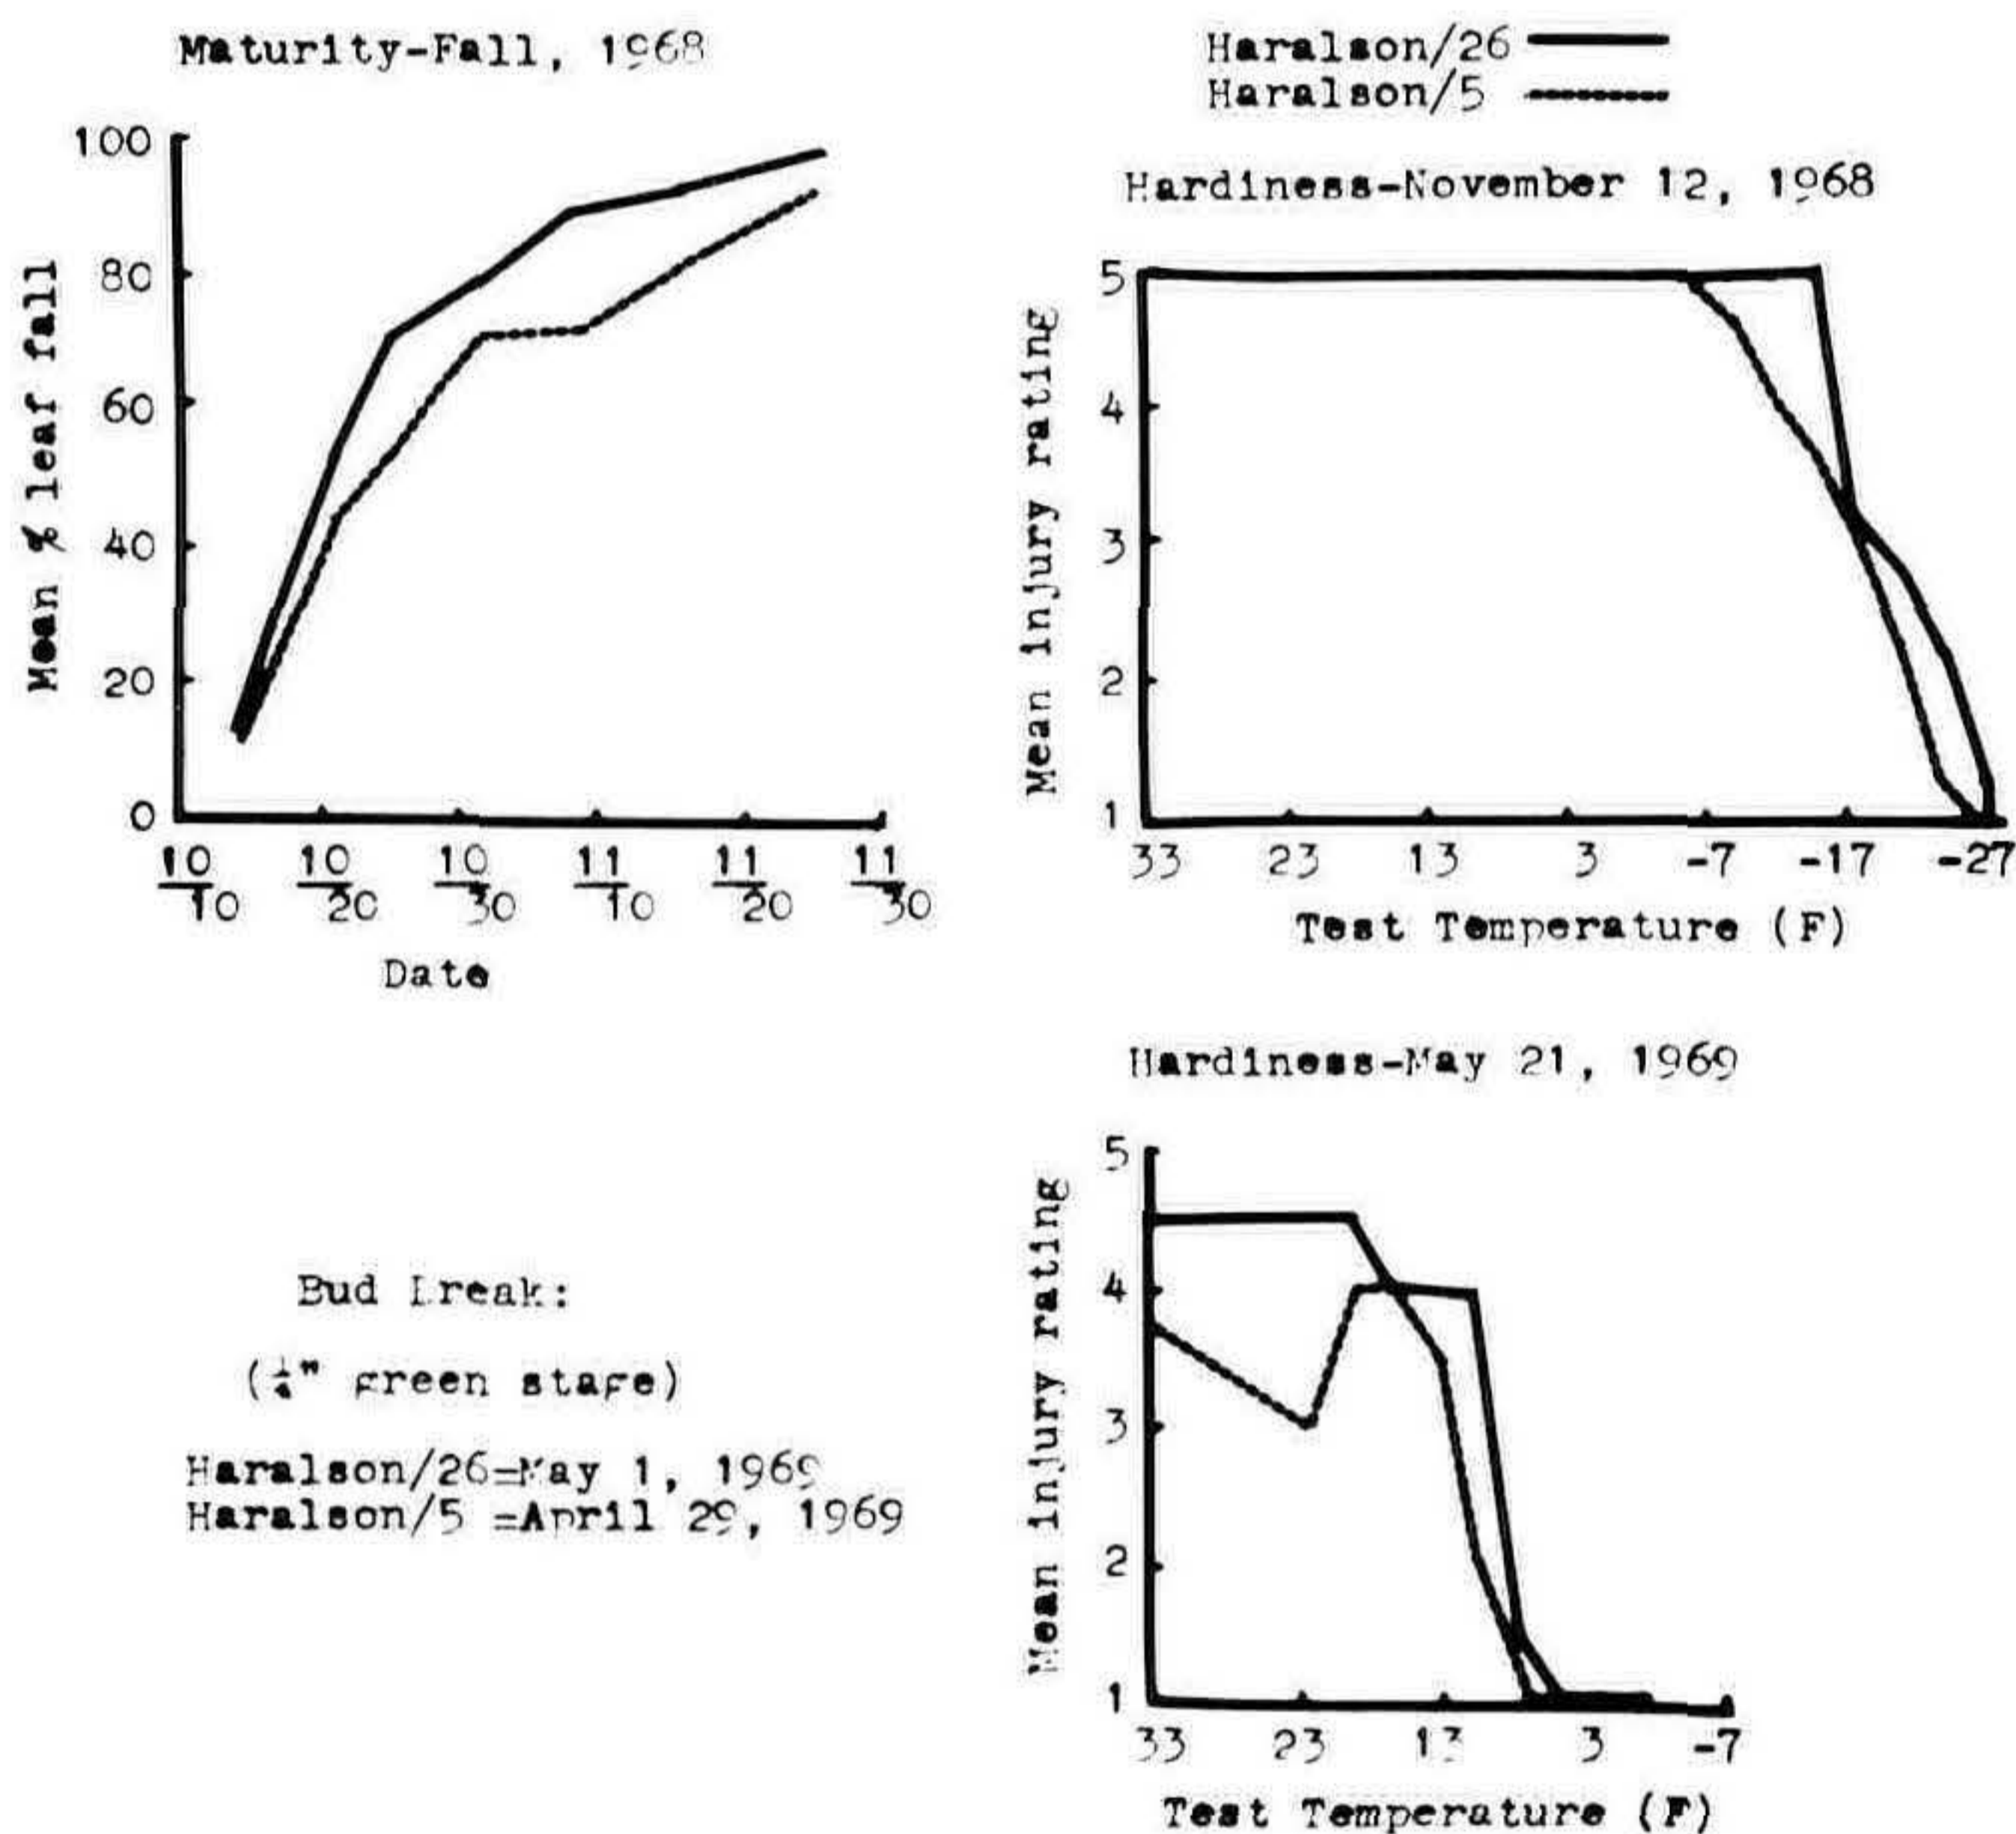 Maturity-Fall, 1968
Mean % leaf fall
100
80
60
40
20
0
10/10 10/20 10/30 11/10 11/20 11/30
Date
Haralson/26
Haralson/5
Hardiness-November 12, 1968
Mean injury rating
5
4
3
2
1
33 23 13 3 -7 -17 -27
Test Temperature (F)
Bud break:
(¼" green stage)
Haralson/26=May 1, 1969
Haralson/5 =April 29, 1969
Hardiness-May 21, 1969
Mean injury rating
5
4
3
2
1
33 23 13 3 -7
Test Temperature (F)